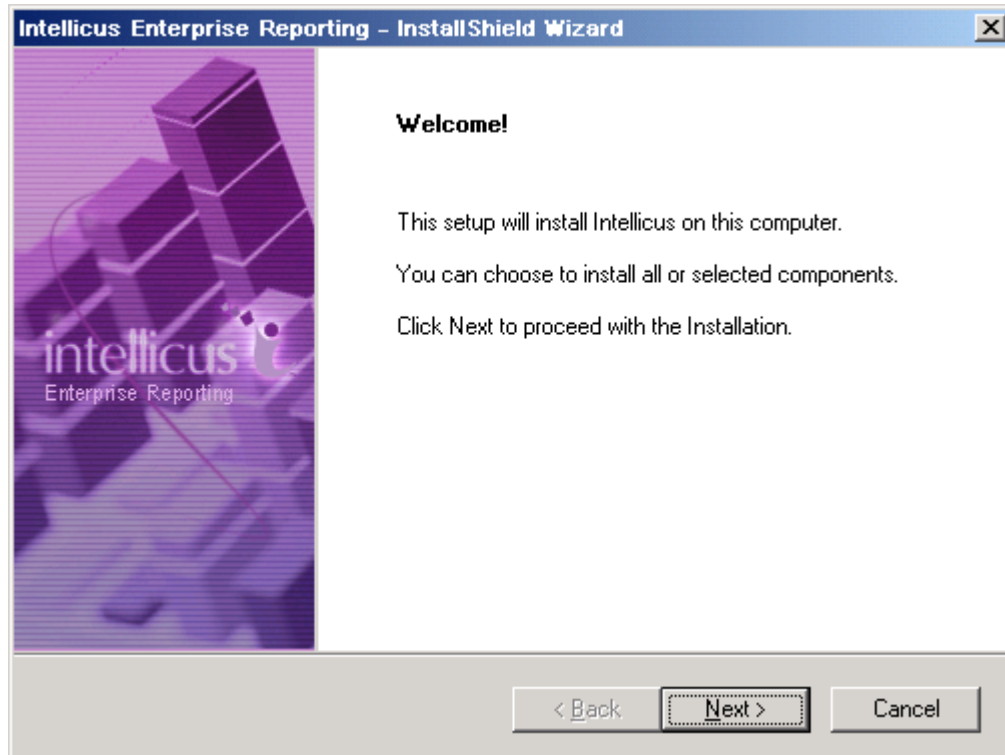 Intellicus Enterprise Reporting - InstallShield Wizard
Welcome!
This setup will install Intellicus on this computer.
You can choose to install all or selected components.
Click Next to proceed with the Installation.
intellicus
Enterprise Reporting
< Back
Next >
Cancel